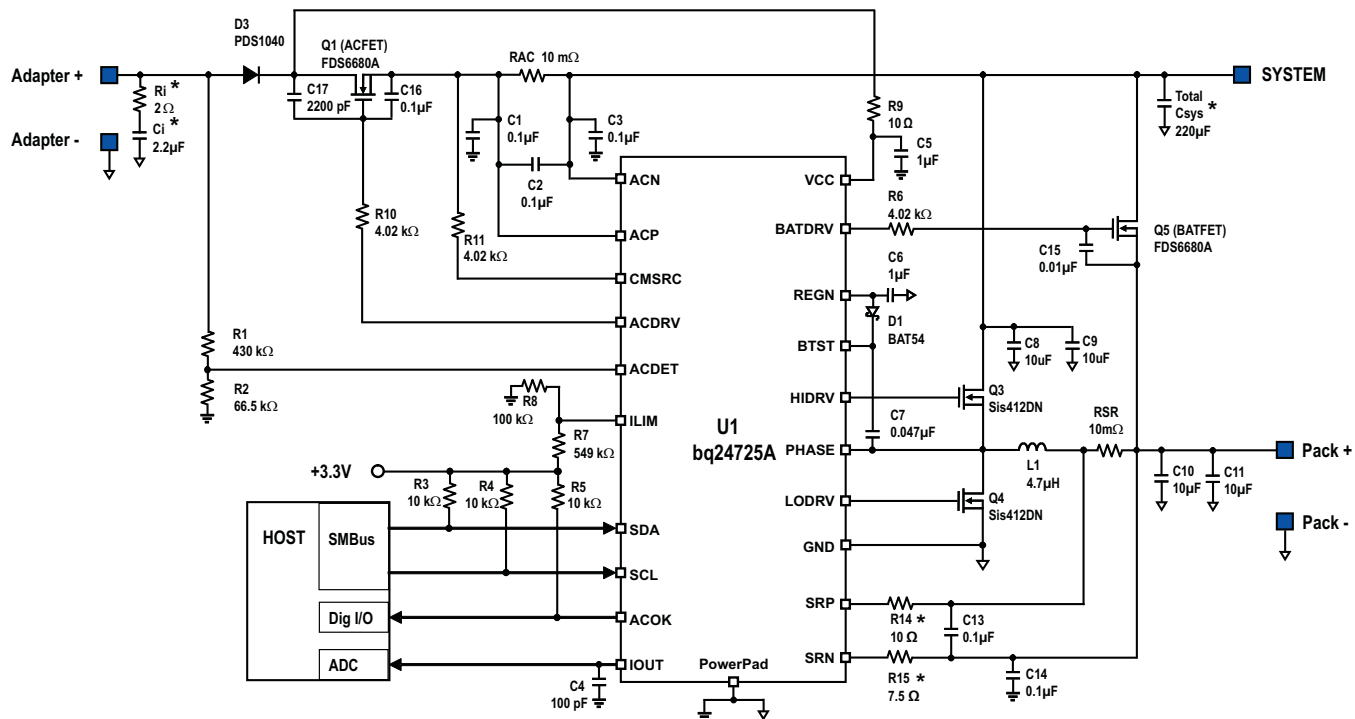 D3
PDS1040
Q1 (ACFET)
FDS6680A
RAC 10 mΩ
Adapter +
SYSTEM
Ri *
2Ω
Ci *
2.2µF
Adapter -
C17
2200 pF
C16
0.1µF
C1
0.1µF
C3
0.1µF
C2
0.1µF
R9
10 Ω
C5
1µF
Total
Csys *
220µF
R10
4.02 kΩ
R11
4.02 kΩ
R6
4.02 kΩ
Q5 (BATFET)
FDS6680A
C15
0.01µF
C6
1µF
D1
BAT54
R1
430 kΩ
R2
66.5 kΩ
ACN
ACP
CMSRC
ACDRV
ACDET
ILIM
SDA
SCL
ACOK
IOUT
VCC
BATDRV
REGN
BTST
HIDRV
PHASE
LODRV
GND
SRP
SRN
U1
bq24725A
PowerPad
C8
10uF
C9
10uF
Q3
Sis412DN
C7
0.047µF
RSR
10mΩ
L1
4.7µH
Q4
Sis412DN
C10
10µF
C11
10µF
Pack +
Pack -
R8
100 kΩ
R7
549 kΩ
+3.3V
R3
10 kΩ
R4
10 kΩ
R5
10 kΩ
HOST
SMBus
Dig I/O
ADC
C4
100 pF
R14 *
10 Ω
C13
0.1µF
R15 *
7.5 Ω
C14
0.1µF